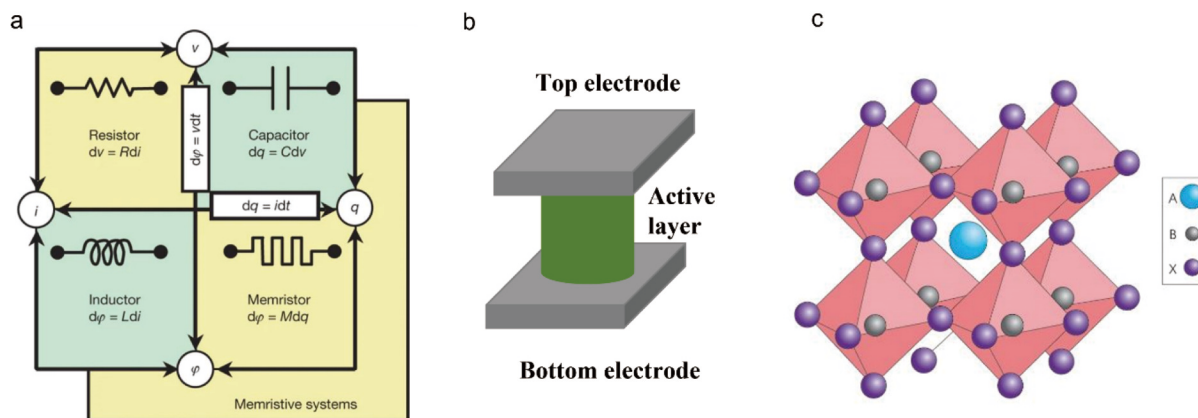 a
v
Resistor
dv = Rdi
Capacitor
dq = Cdv
dφ = vdt
i
dq = idt
q
Inductor
dφ = Ldi
Memristor
dφ = Mdq
φ
Memristive systems
b
Top electrode
Active
layer
Bottom electrode
c
A
B
X